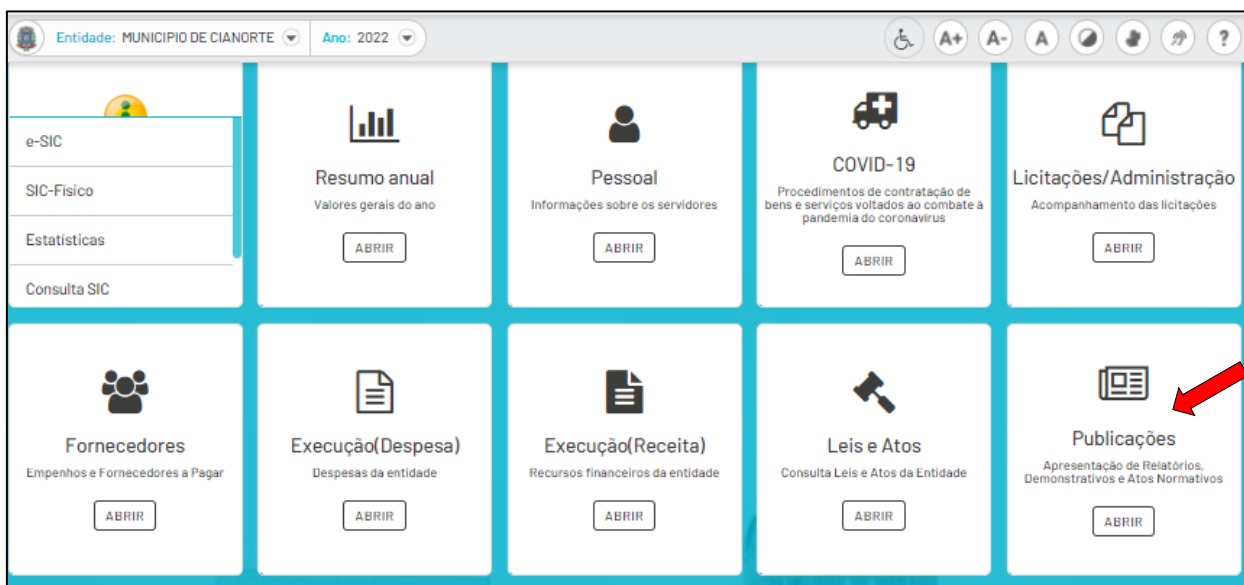 Entidade: MUNICIPIO DE CIANORTE
Ano: 2022
A+
A-
A
?
e-SIC
SIC-Físico
Estatísticas
Consulta SIC
Resumo anual
Valores gerais do ano
ABRIR
Pessoal
Informações sobre os servidores
ABRIR
COVID-19
Procedimentos de contratação de
bens e serviços voltados ao combate à
pandemia do coronavírus
ABRIR
Licitações/Administração
Acompanhamento das licitações
ABRIR
Fornecedores
Empenhos e Fornecedores a Pagar
ABRIR
Execução(Despesa)
Despesas da entidade
ABRIR
Execução(Receita)
Recursos financeiros da entidade
ABRIR
Leis e Atos
Consulta Leis e Atos da Entidade
ABRIR
Publicações
Apresentação de Relatórios,
Demonstrativos e Atos Normativos
ABRIR